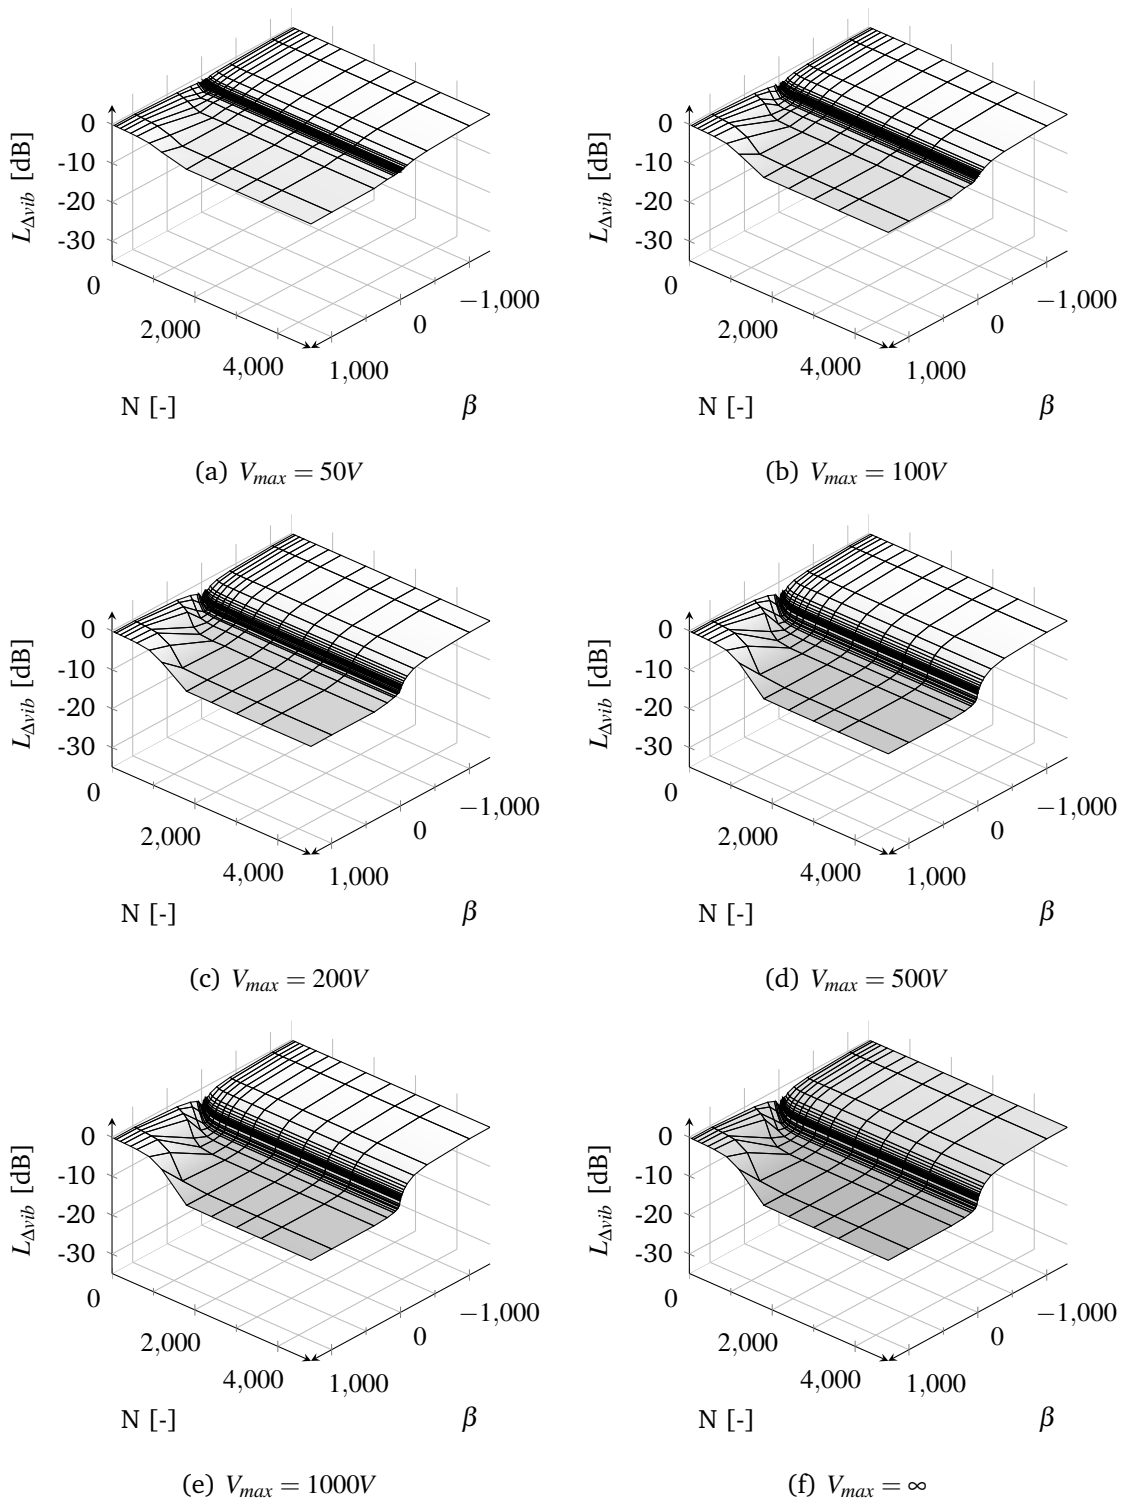 0
-10
-20
-30
L_Δvib [dB]
0
2,000
4,000
N [-]
−1,000
0
1,000
β
(a) V_max = 50V
0
-10
-20
-30
L_Δvib [dB]
0
2,000
4,000
N [-]
−1,000
0
1,000
β
(b) V_max = 100V
0
-10
-20
-30
L_Δvib [dB]
0
2,000
4,000
N [-]
−1,000
0
1,000
β
(c) V_max = 200V
0
-10
-20
-30
L_Δvib [dB]
0
2,000
4,000
N [-]
−1,000
0
1,000
β
(d) V_max = 500V
0
-10
-20
-30
L_Δvib [dB]
0
2,000
4,000
N [-]
−1,000
0
1,000
β
(e) V_max = 1000V
0
-10
-20
-30
L_Δvib [dB]
0
2,000
4,000
N [-]
−1,000
0
1,000
β
(f) V_max = ∞